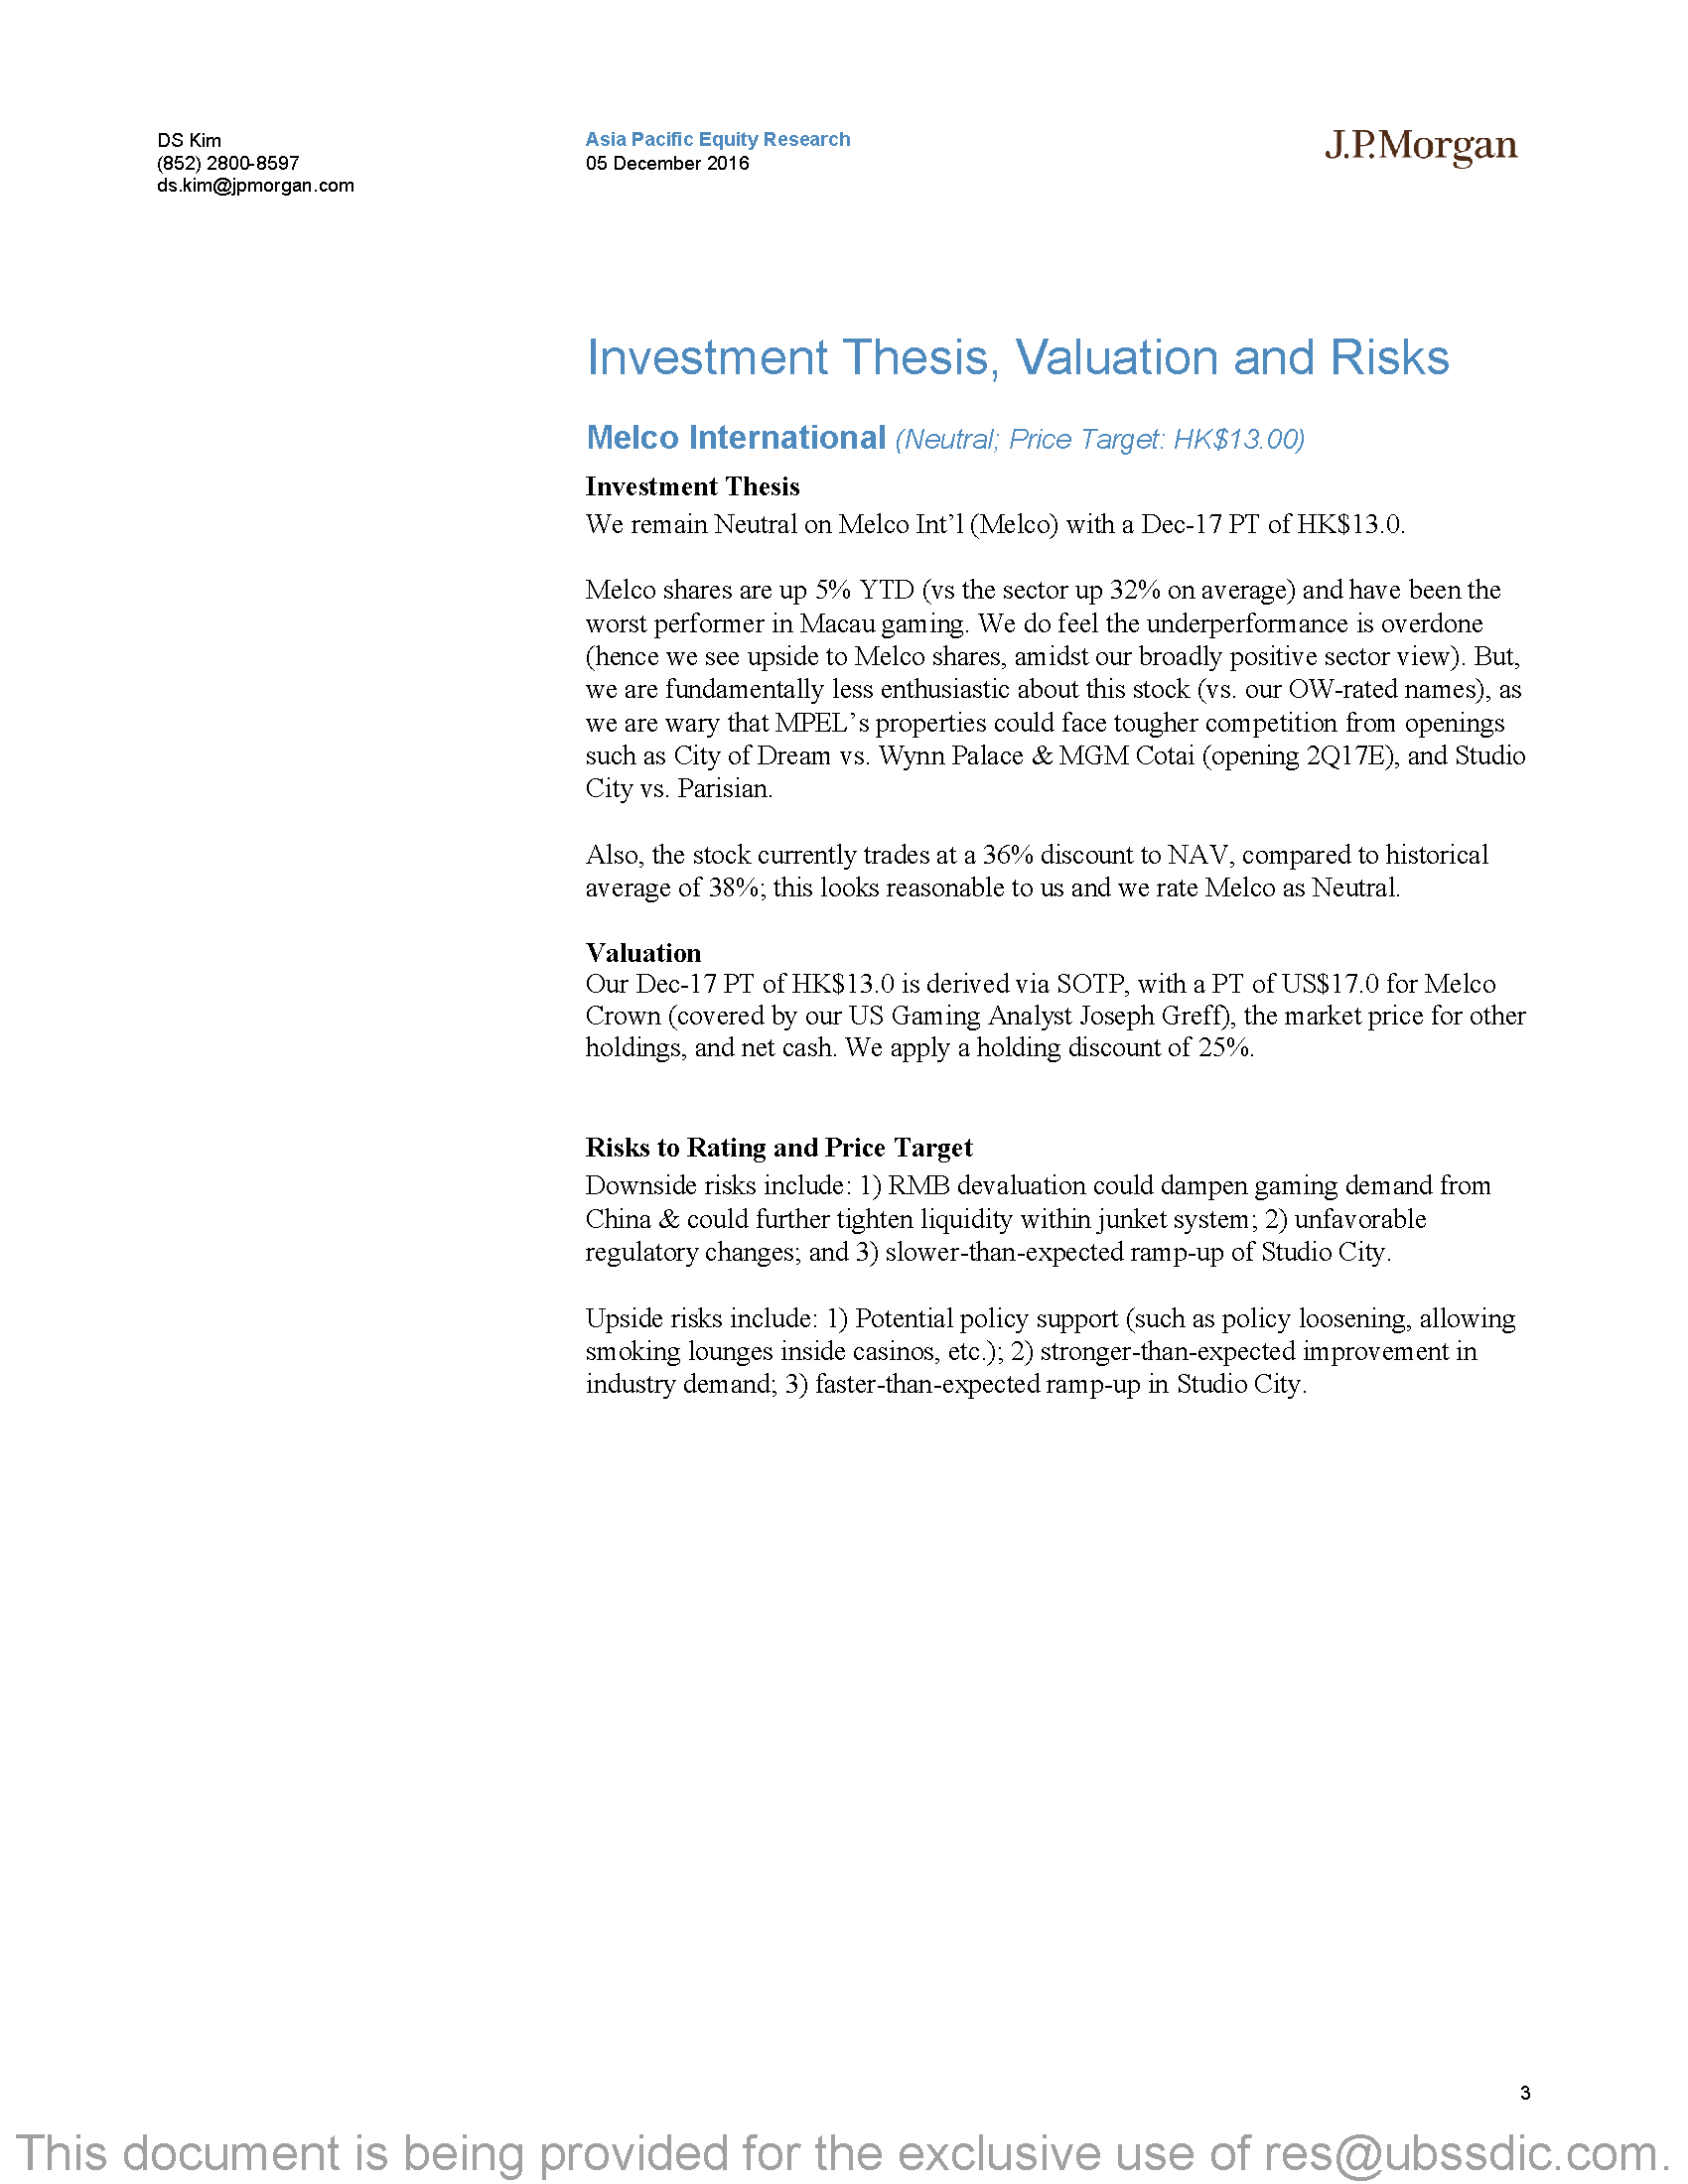 DS Kim
(852) 2800-8597
ds.kim@jpmorgan.com
Asia Pacific Equity Research
05 December 2016
J.P.Morgan
Investment Thesis, Valuation and Risks
Melco International (Neutral; Price Target: HK$13.00)
Investment Thesis
We remain Neutral on Melco Int’l (Melco) with a Dec-17 PT of HK$13.0.
Melco shares are up 5% YTD (vs the sector up 32% on average) and have been the
worst performer in Macau gaming. We do feel the underperformance is overdone
(hence we see upside to Melco shares, amidst our broadly positive sector view). But,
we are fundamentally less enthusiastic about this stock (vs. our OW-rated names), as
we are wary that MPEL’s properties could face tougher competition from openings
such as City of Dream vs. Wynn Palace & MGM Cotai (opening 2Q17E), and Studio
City vs. Parisian.
Also, the stock currently trades at a 36% discount to NAV, compared to historical
average of 38%; this looks reasonable to us and we rate Melco as Neutral.
Valuation
Our Dec-17 PT of HK$13.0 is derived via SOTP, with a PT of US$17.0 for Melco
Crown (covered by our US Gaming Analyst Joseph Greff), the market price for other
holdings, and net cash. We apply a holding discount of 25%.
Risks to Rating and Price Target
Downside risks include: 1) RMB devaluation could dampen gaming demand from
China & could further tighten liquidity within junket system; 2) unfavorable
regulatory changes; and 3) slower-than-expected ramp-up of Studio City.
Upside risks include: 1) Potential policy support (such as policy loosening, allowing
smoking lounges inside casinos, etc.); 2) stronger-than-expected improvement in
industry demand; 3) faster-than-expected ramp-up in Studio City.
3
This document is being provided for the exclusive use of res@ubssdic.com.